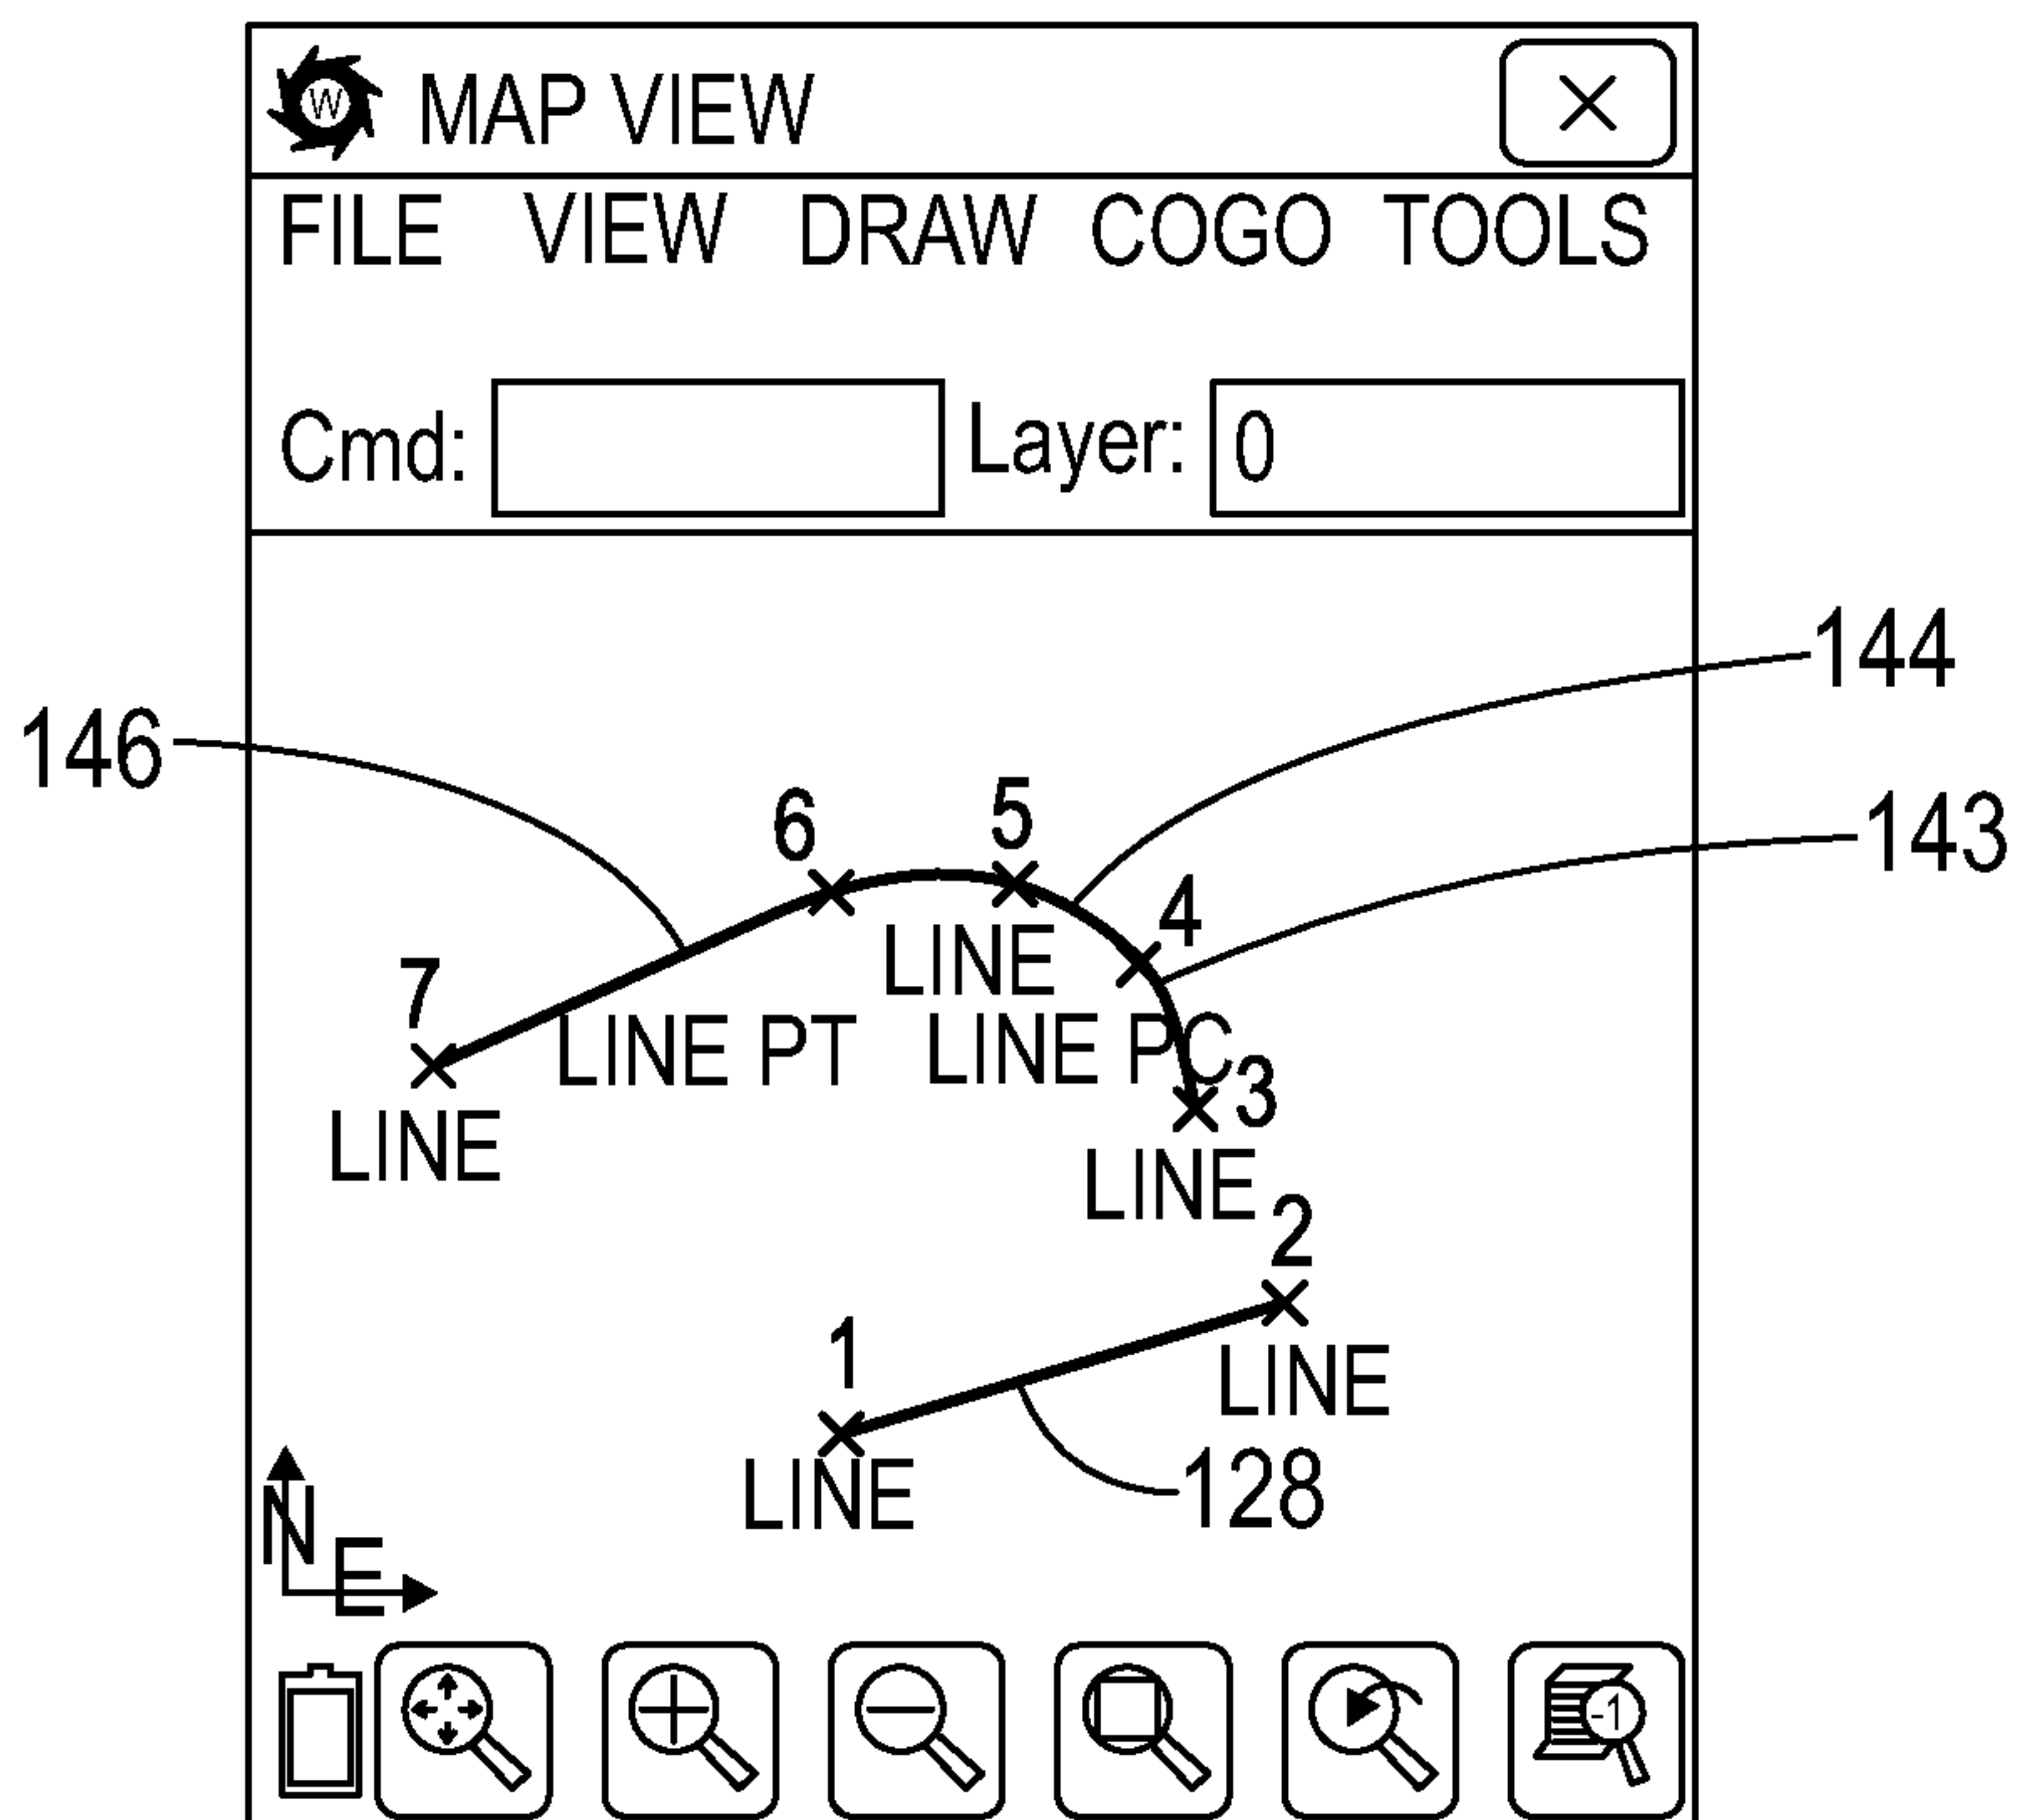 W MAP VIEW
FILE VIEW DRAW COGO TOOLS
Cmd: Layer: 0
144
146
143
6 5
4
LINE
7
LINE PT LINE PC
3
LINE
LINE
2
1
LINE
128
LINE
N
E
-1